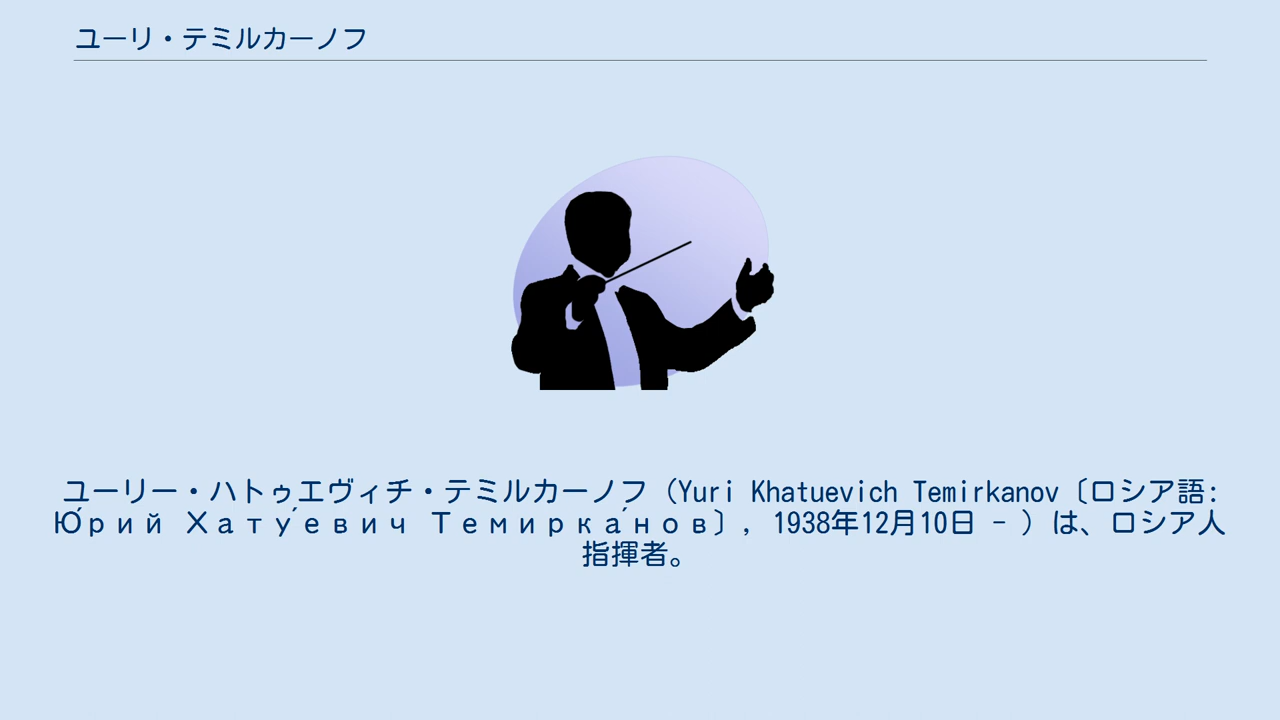 ユーリ・テミルカーノフ
ユーリー・ハトゥエヴィチ・テミルカーノフ（Yuri Khatuevich Temirkanov〔ロシア語:
Ю́рий Хату́евич Темирка́нов〕, 1938年12月10日 - ）は、ロシア人
指揮者。